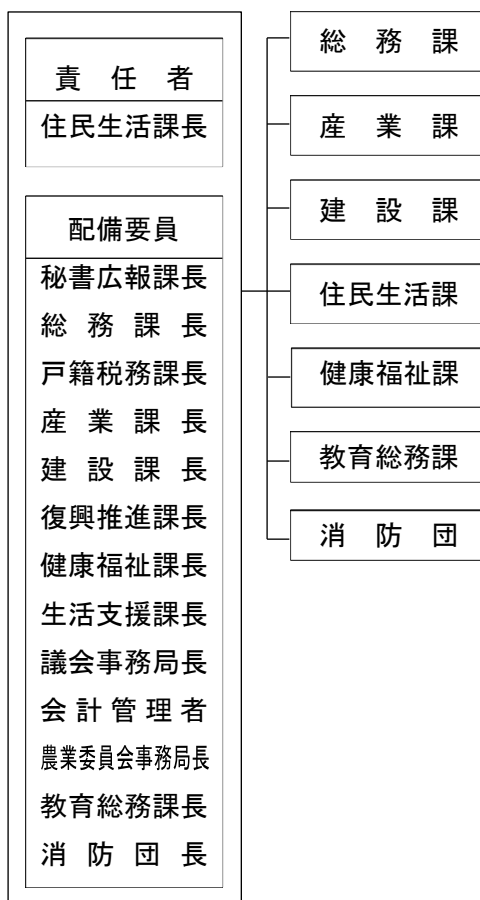 責任者
住民生活課長
配備要員
秘書広報課長
総務課長
戸籍税務課長
産業課長
建設課長
復興推進課長
健康福祉課長
生活支援課長
議会事務局長
会計管理者
農業委員会事務局長
教育総務課長
消防団長
総務課
産業課
建設課
住民生活課
健康福祉課
教育総務課
消防団